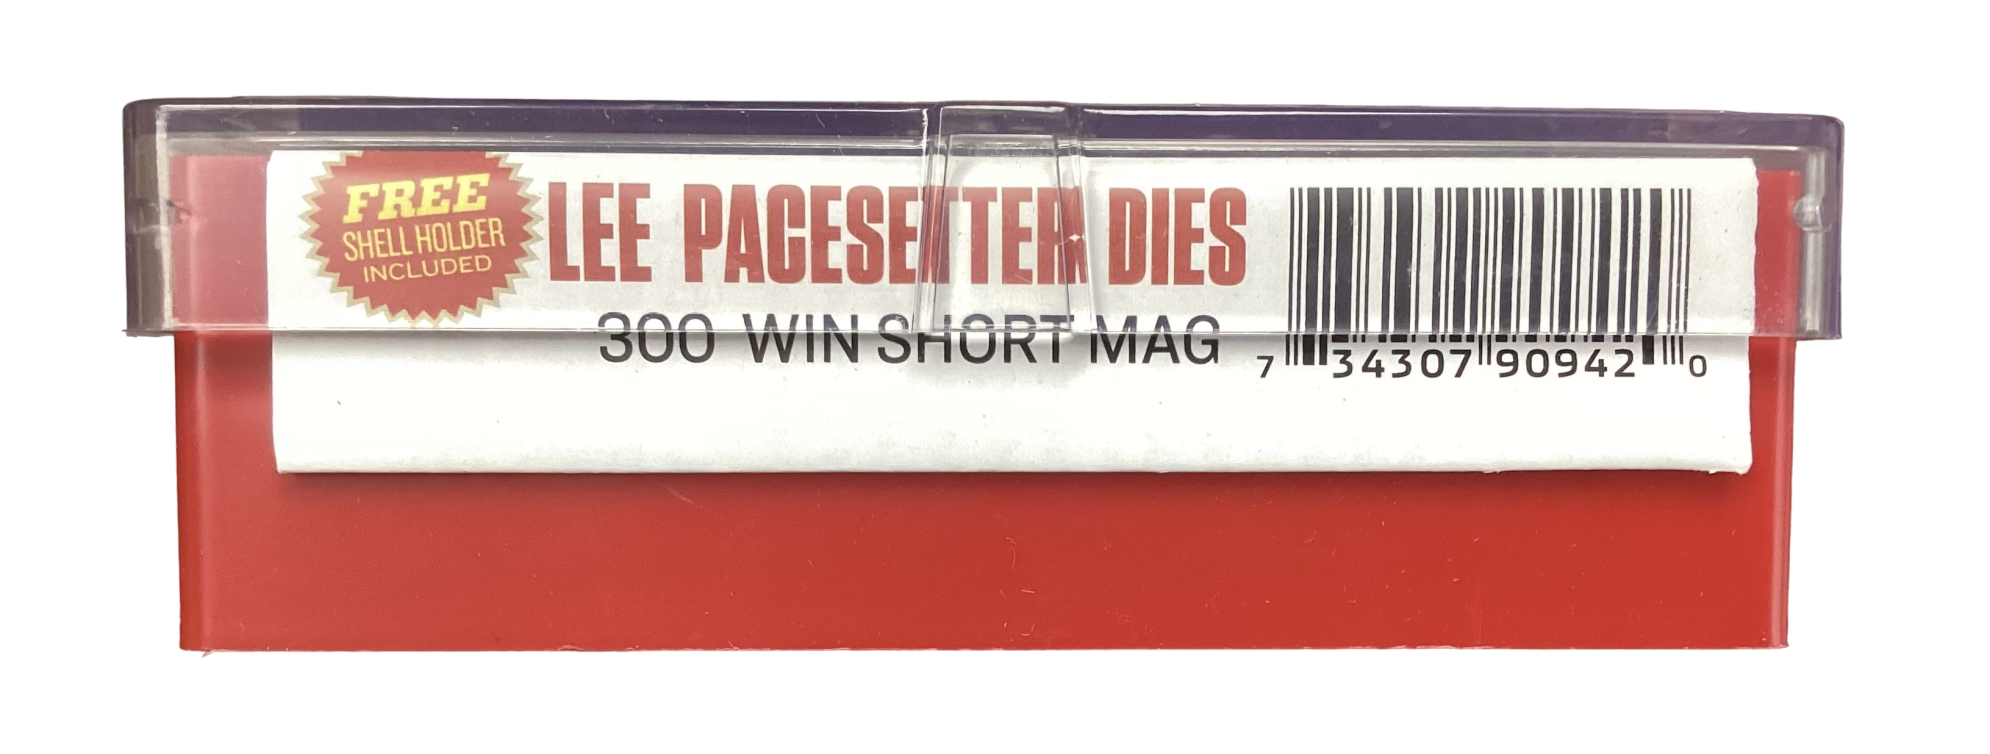 FREE
SHELL HOLDER
INCLUDED
LEE PACESETTER DIES
300 WIN SHORT MAG
7 34307 90942 0